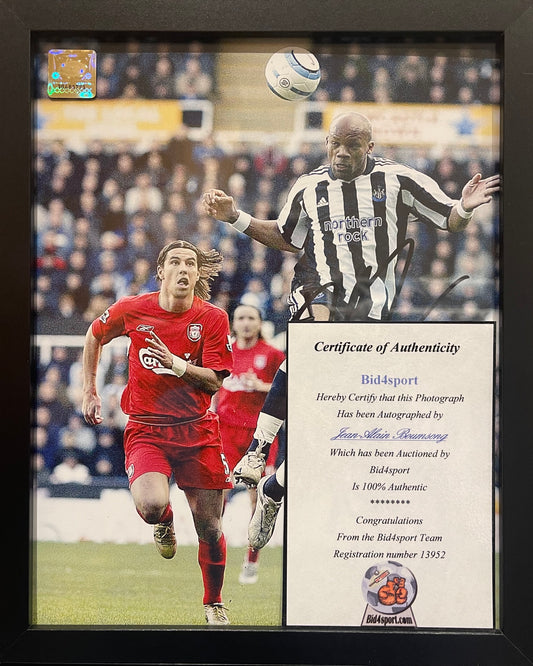 northern
rock
Certificate of Authenticity
Bid4sport
Hereby Certify that this Photograph
Has been Autographed by
Jean-Alain Boumsong
Which has been Auctioned by
Bid4sport
Is 100% Authentic
********
Congratulations
From the Bid4sport Team
Registration number 13952
Bid4sport.com